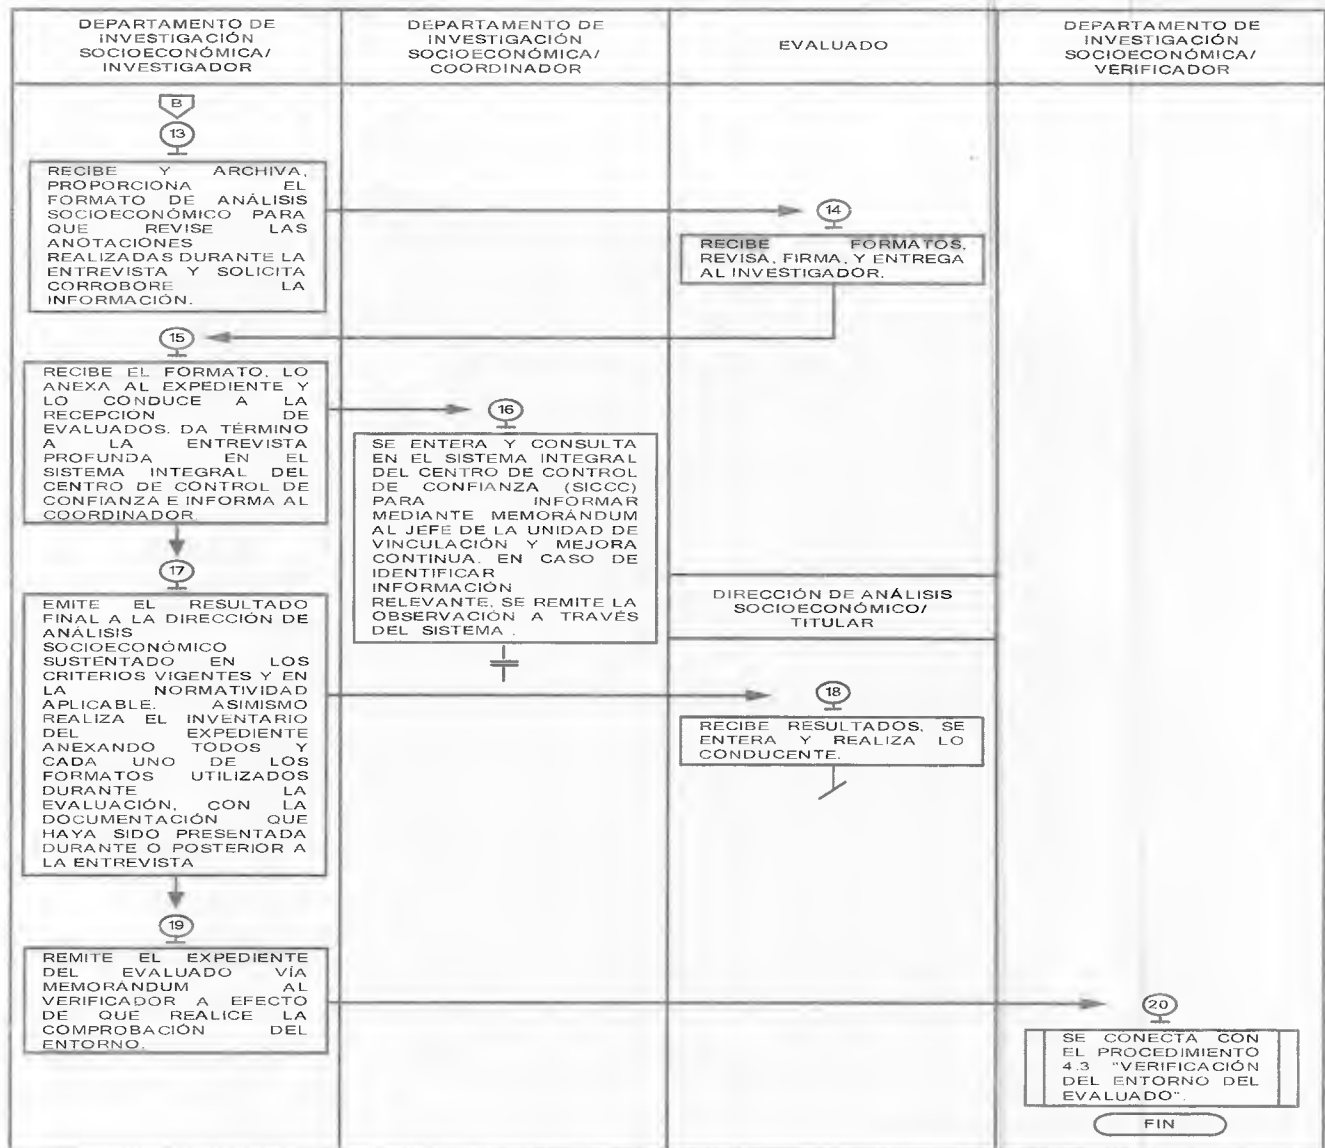 DEPARTAMENTO DE
INVESTIGACIÓN
SOCIOECONÓMICA/
INVESTIGADOR
DEPARTAMENTO DE
INVESTIGACIÓN
SOCIOECONÓMICA/
COORDINADOR
EVALUADO
DEPARTAMENTO DE
INVESTIGACIÓN
SOCIOECONÓMICA/
VERIFICADOR
B
13
RECIBE Y ARCHIVA,
PROPORCIONA EL
FORMATO DE ANÁLISIS
SOCIOECONÓMICO PARA
QUE REVISE LAS
ANOTACIONES
REALIZADAS DURANTE LA
ENTREVISTA Y SOLICITA
CORROBORE LA
INFORMACIÓN.
14
RECIBE FORMATOS,
REVISA, FIRMA, Y ENTREGA
AL INVESTIGADOR.
15
RECIBE EL FORMATO, LO
ANEXA AL EXPEDIENTE Y
LO CONDUCE A LA
RECEPCIÓN DE
EVALUADOS. DA TÉRMINO
A LA ENTREVISTA
PROFUNDA EN EL
SISTEMA INTEGRAL DEL
CENTRO DE CONTROL DE
CONFIANZA E INFORMA AL
COORDINADOR.
16
SE ENTERA Y CONSULTA
EN EL SISTEMA INTEGRAL
DEL CENTRO DE CONTROL
DE CONFIANZA (SICCC)
PARA INFORMAR
MEDIANTE MEMORÁNDUM
AL JEFE DE LA UNIDAD DE
VINCULACIÓN Y MEJORA
CONTINUA. EN CASO DE
IDENTIFICAR
INFORMACIÓN
RELEVANTE, SE REMITE LA
OBSERVACIÓN A TRAVÉS
DEL SISTEMA .
17
EMITE EL RESULTADO
FINAL A LA DIRECCIÓN DE
ANÁLISIS
SOCIOECONÓMICO
SUSTENTADO EN LOS
CRITERIOS VIGENTES Y EN
LA NORMATIVIDAD
APLICABLE. ASIMISMO
REALIZA EL INVENTARIO
DEL EXPEDIENTE
ANEXANDO TODOS Y
CADA UNO DE LOS
FORMATOS UTILIZADOS
DURANTE LA
EVALUACIÓN, CON LA
DOCUMENTACIÓN QUE
HAYA SIDO PRESENTADA
DURANTE O POSTERIOR A
LA ENTREVISTA
DIRECCIÓN DE ANÁLISIS
SOCIOECONÓMICO/
TITULAR
18
RECIBE RESULTADOS, SE
ENTERA Y REALIZA LO
CONDUCENTE.
19
REMITE EL EXPEDIENTE
DEL EVALUADO VÍA
MEMORÁNDUM AL
VERIFICADOR A EFECTO
DE QUE REALICE LA
COMPROBACIÓN DEL
ENTORNO.
20
SE CONECTA CON
EL PROCEDIMIENTO
4.3 "VERIFICACIÓN
DEL ENTORNO DEL
EVALUADO".
FIN